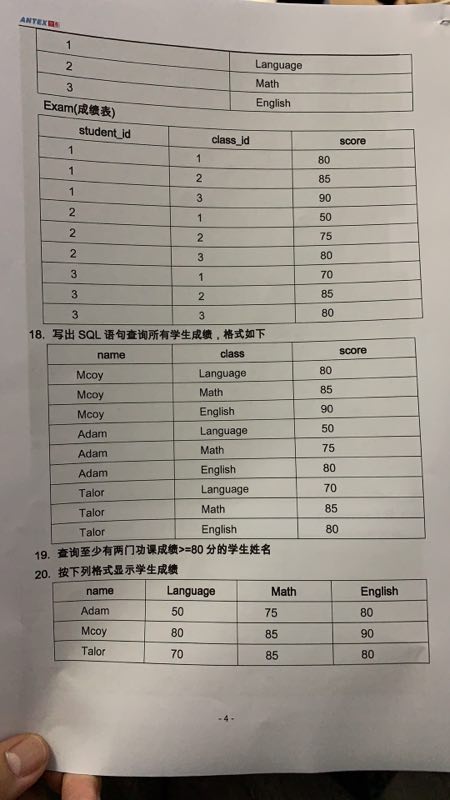 ANTEX
1 Language
2 Math
3 English
Exam(成绩表)
student_id class_id score
1 1 80
1 2 85
1 3 90
2 1 50
2 2 75
2 3 80
3 1 70
3 2 85
3 3 80
18. 写出 SQL 语句查询所有学生成绩，格式如下
name class score
Mcoy Language 80
Mcoy Math 85
Mcoy English 90
Adam Language 50
Adam Math 75
Adam English 80
Talor Language 70
Talor Math 85
Talor English 80
19. 查询至少有两门功课成绩>=80 分的学生姓名
20. 按下列格式显示学生成绩
name Language Math English
Adam 50 75 80
Mcoy 80 85 90
Talor 70 85 80
- 4 -